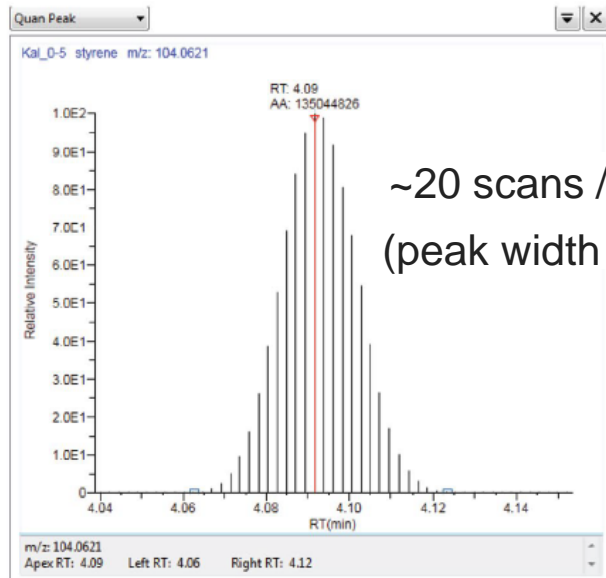 Quan Peak
Kal_0-5 styrene m/z: 104.0621
RT: 4.09
AA: 135044826
~20 scans /
(peak width
1.0E2
9.0E1
8.0E1
7.0E1
6.0E1
5.0E1
4.0E1
3.0E1
2.0E1
1.0E1
0
Relative Intensity
4.04 4.06 4.08 4.10 4.12 4.14
RT(min)
m/z: 104.0621
Apex RT: 4.09 Left RT: 4.06 Right RT: 4.12